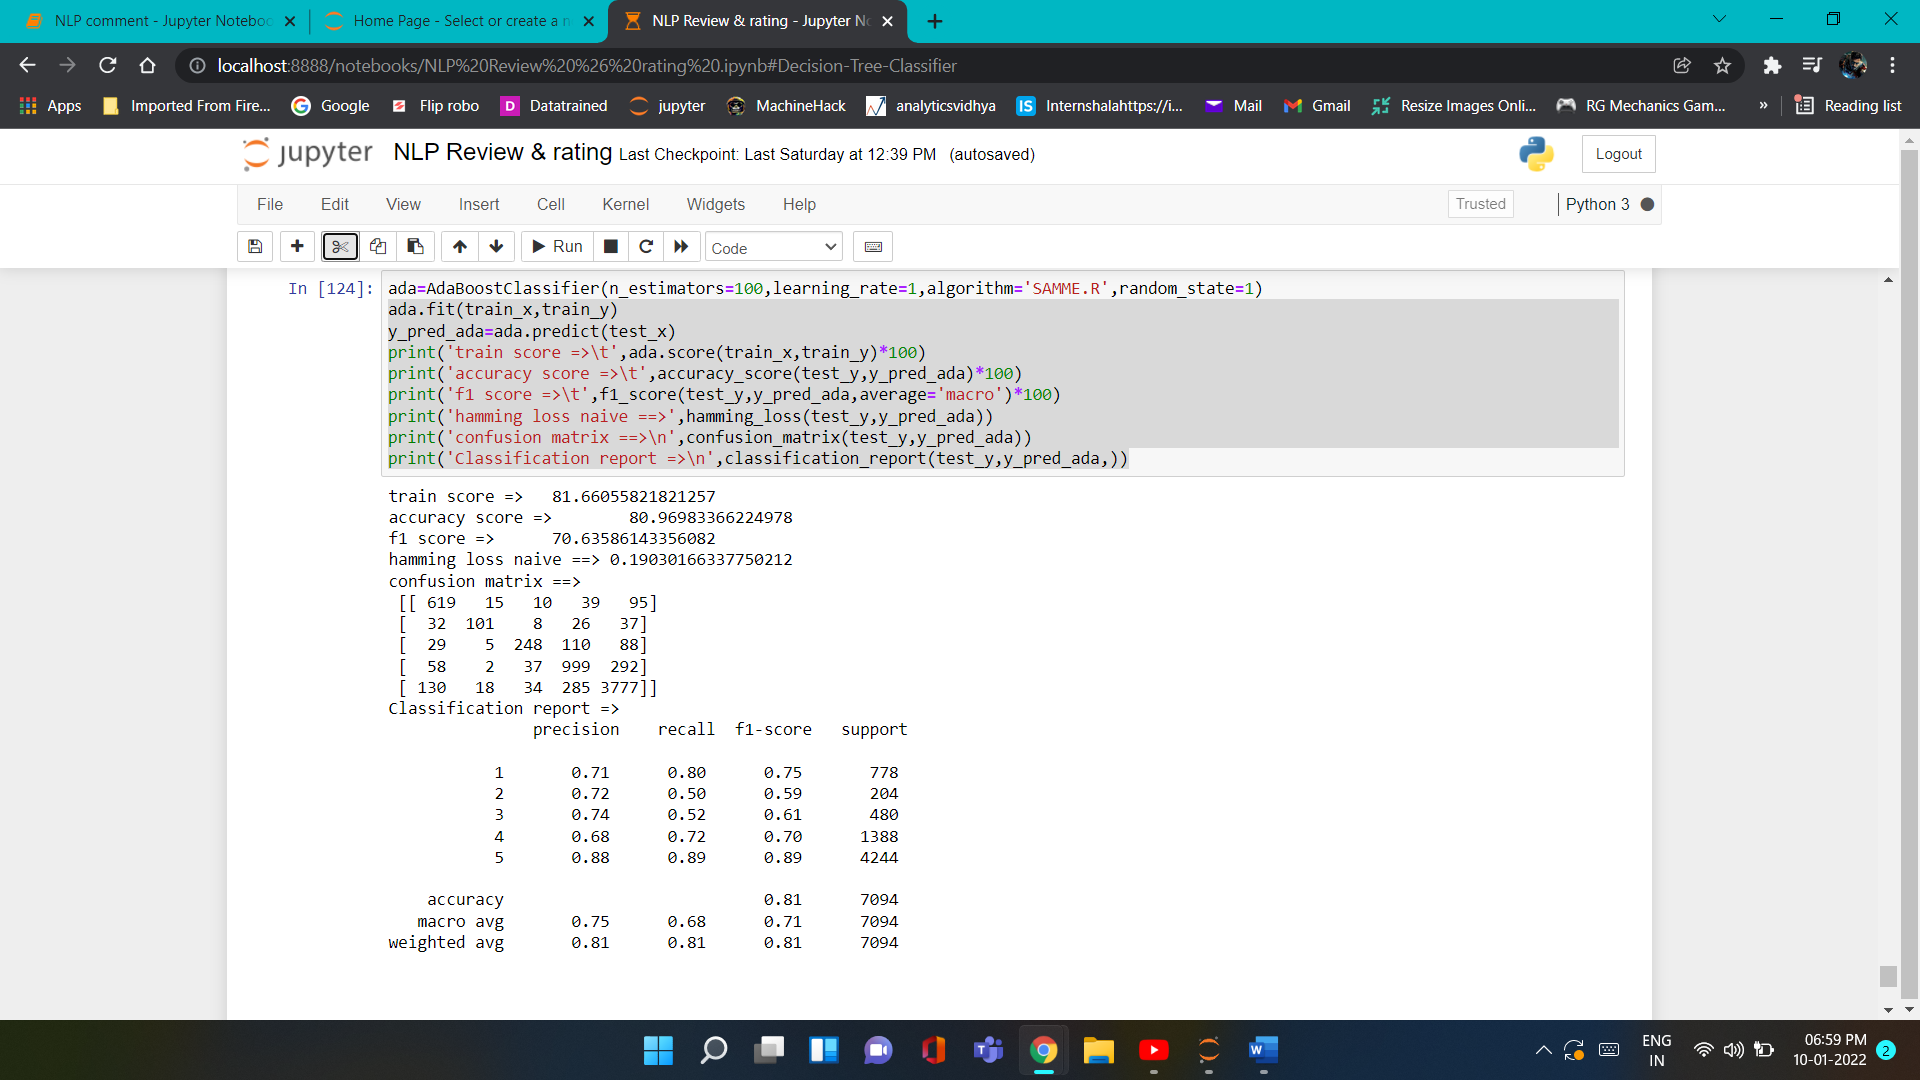 NLP comment - Jupyter Noteboo
Home Page - Select or create a n
NLP Review & rating - Jupyter No
localhost:8888/notebooks/NLP%20Review%20%26%20rating%20.ipynb#Decision-Tree-Classifier
Apps
Imported From Fire...
Google
Flip robo
D Datatrained
jupyter
MachineHack
analyticsvidhya
IS Internshalahttps://i...
Mail
Gmail
Resize Images Onli...
RG Mechanics Gam...
»
Reading list
jupyter NLP Review & rating Last Checkpoint: Last Saturday at 12:39 PM (autosaved)
Logout
File Edit View Insert Cell Kernel Widgets Help
Trusted
Python 3
Run
Code
In [124]:
ada=AdaBoostClassifier(n_estimators=100,learning_rate=1,algorithm='SAMME.R',random_state=1)
ada.fit(train_x,train_y)
y_pred_ada=ada.predict(test_x)
print('train score =>\t',ada.score(train_x,train_y)*100)
print('accuracy score =>\t',accuracy_score(test_y,y_pred_ada)*100)
print('f1 score =>\t',f1_score(test_y,y_pred_ada,average='macro')*100)
print('hamming loss naive ==>',hamming_loss(test_y,y_pred_ada))
print('confusion matrix ==>\n',confusion_matrix(test_y,y_pred_ada))
print('Classification report =>\n',classification_report(test_y,y_pred_ada,))
train score => 81.66055821821257
accuracy score => 80.96983366224978
f1 score => 70.63586143356082
hamming loss naive ==> 0.19030166337750212
confusion matrix ==>
[[ 619 15 10 39 95]
[ 32 101 8 26 37]
[ 29 5 248 110 88]
[ 58 2 37 999 292]
[ 130 18 34 285 3777]]
Classification report =>
precision recall f1-score support
1 0.71 0.80 0.75 778
2 0.72 0.50 0.59 204
3 0.74 0.52 0.61 480
4 0.68 0.72 0.70 1388
5 0.88 0.89 0.89 4244
accuracy 0.81 7094
macro avg 0.75 0.68 0.71 7094
weighted avg 0.81 0.81 0.81 7094
ENG
IN
06:59 PM
10-01-2022
2